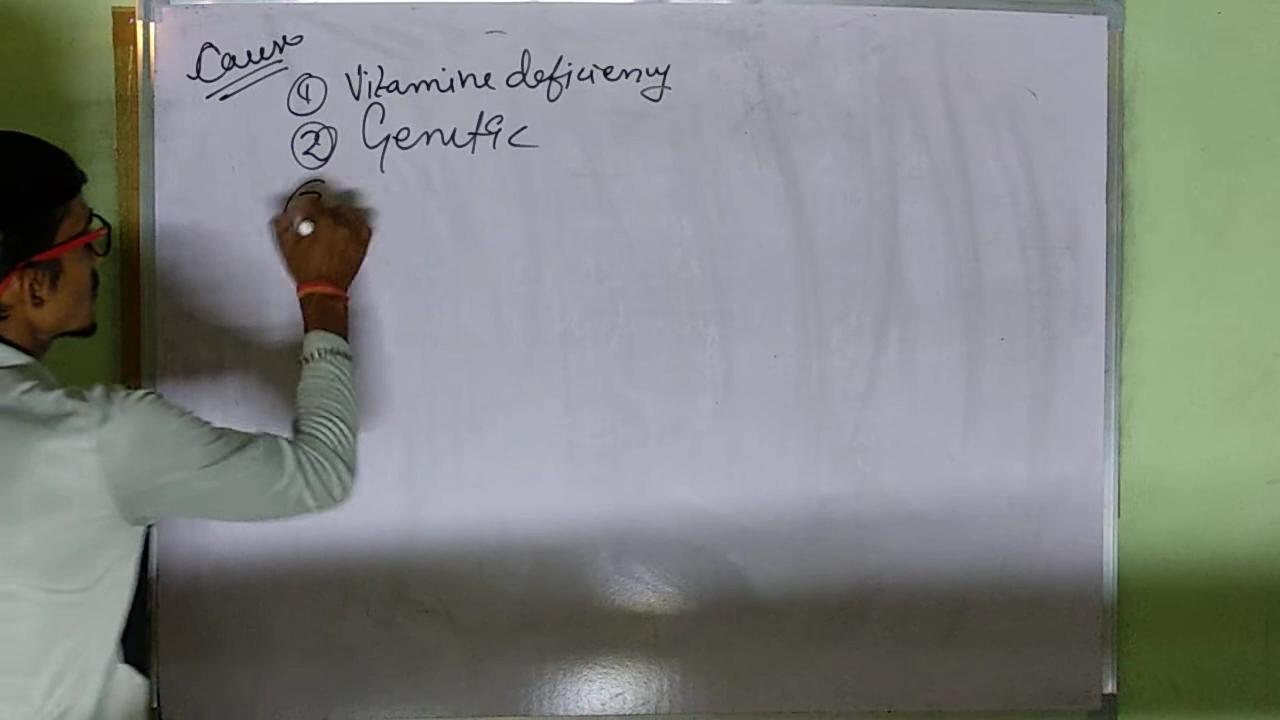 Causes
① Vitamine deficiency
② Genetic